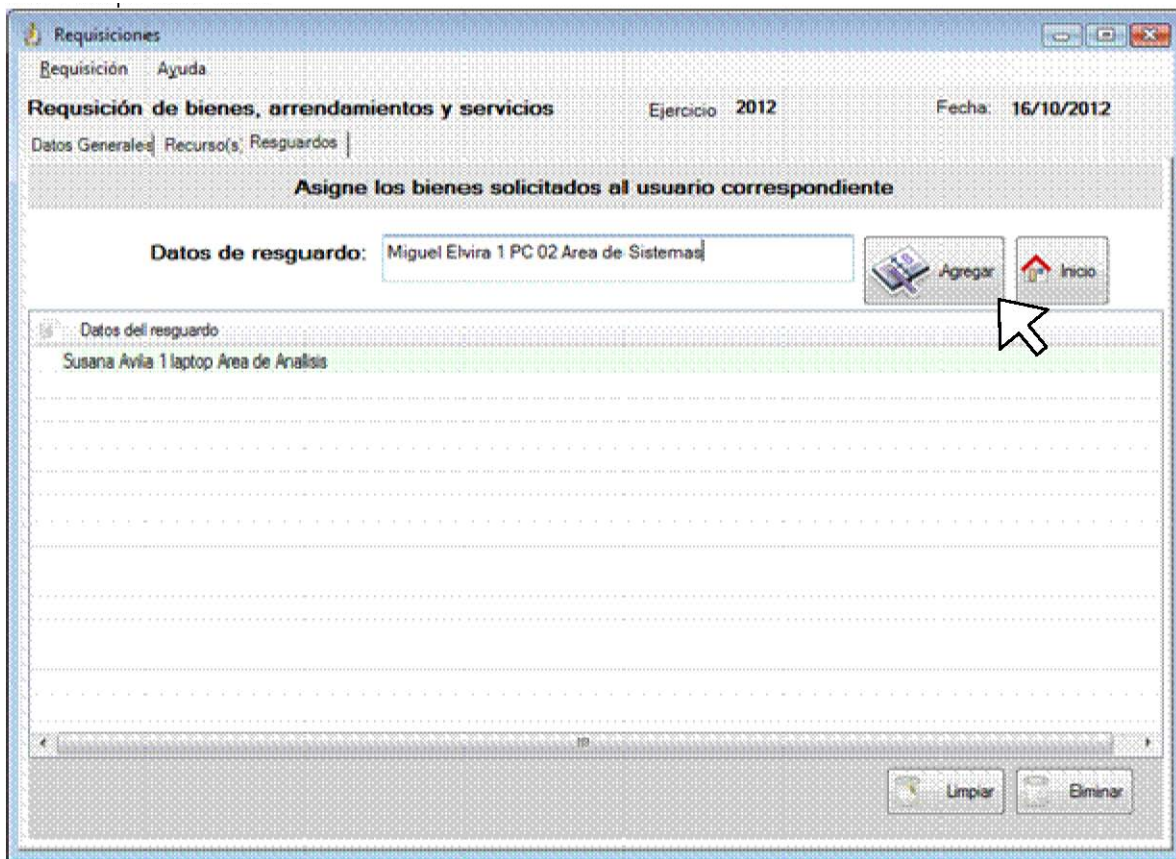 Requisiciones
Requisición Ayuda
Requsición de bienes, arrendamientos y servicios Ejercicio 2012 Fecha: 16/10/2012
Datos Generales Recurso(s) Resguardos
Asigne los bienes solicitados al usuario correspondiente
Datos de resguardo: Miguel Elvira 1 PC 02 Area de Sistemas Agregar Inicio
Datos del resguardo
Susana Avila 1 laptop Area de Analisis
Limpiar Eliminar